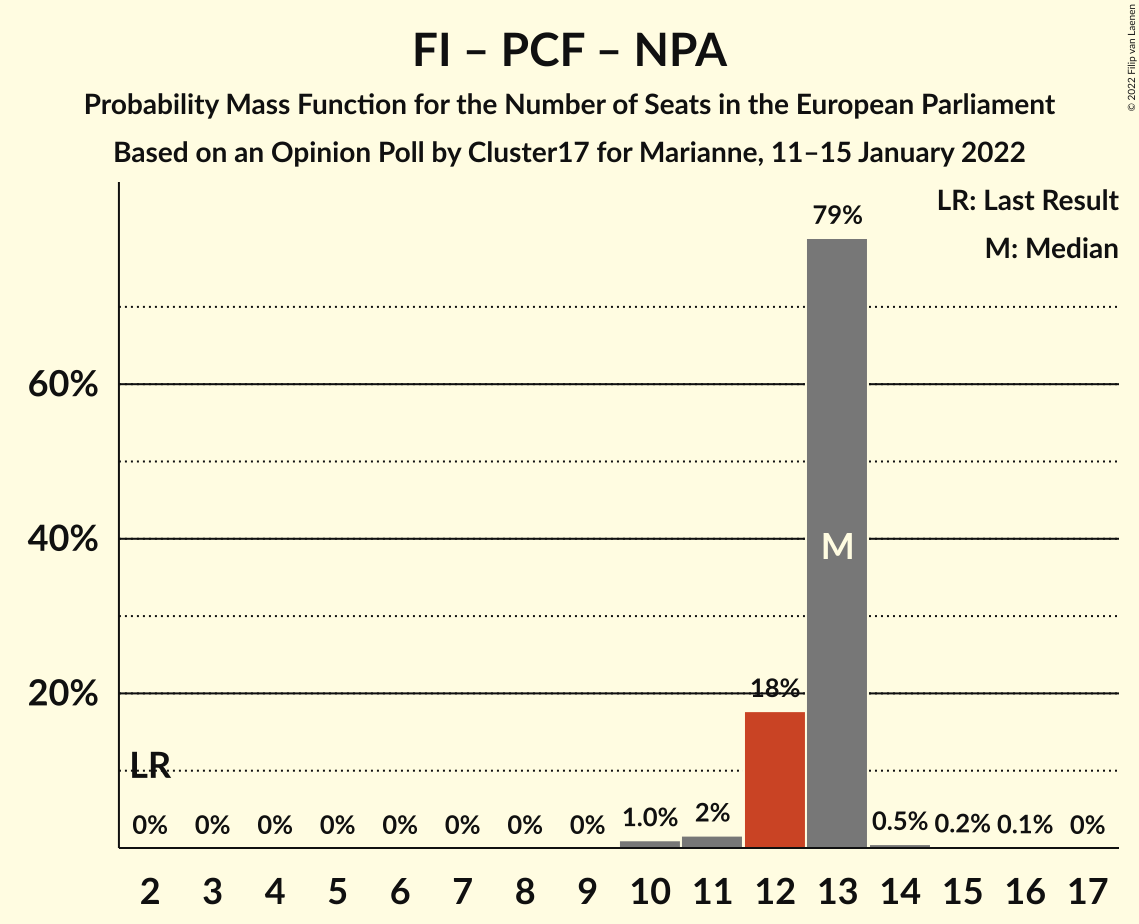 FI – PCF – NPA
Probability Mass Function for the Number of Seats in the European Parliament
Based on an Opinion Poll by Cluster17 for Marianne, 11–15 January 2022
© 2022 Filip van Laenen
LR: Last Result
M: Median
79%
60%
40%
M
20%
18%
LR
0% 0% 0% 0% 0% 0% 0% 0% 1.0% 2% 0.5% 0.2% 0.1% 0%
2 3 4 5 6 7 8 9 10 11 12 13 14 15 16 17